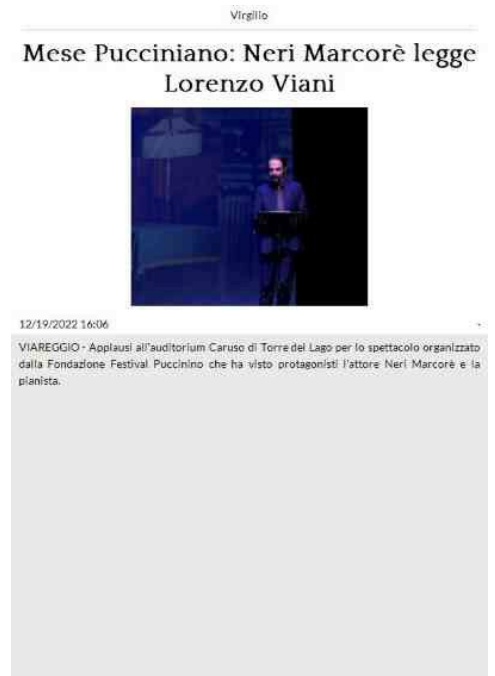 Virgilio
Mese Pucciniano: Neri Marcorè legge
Lorenzo Viani
12/19/2022 16:06
VIAREGGIO - Applausi all'auditorium Caruso di Torre del Lago per lo spettacolo organizzato
dalla Fondazione Festival Puccinino che ha visto protagonisti l'attore Neri Marcorè e la
pianista.